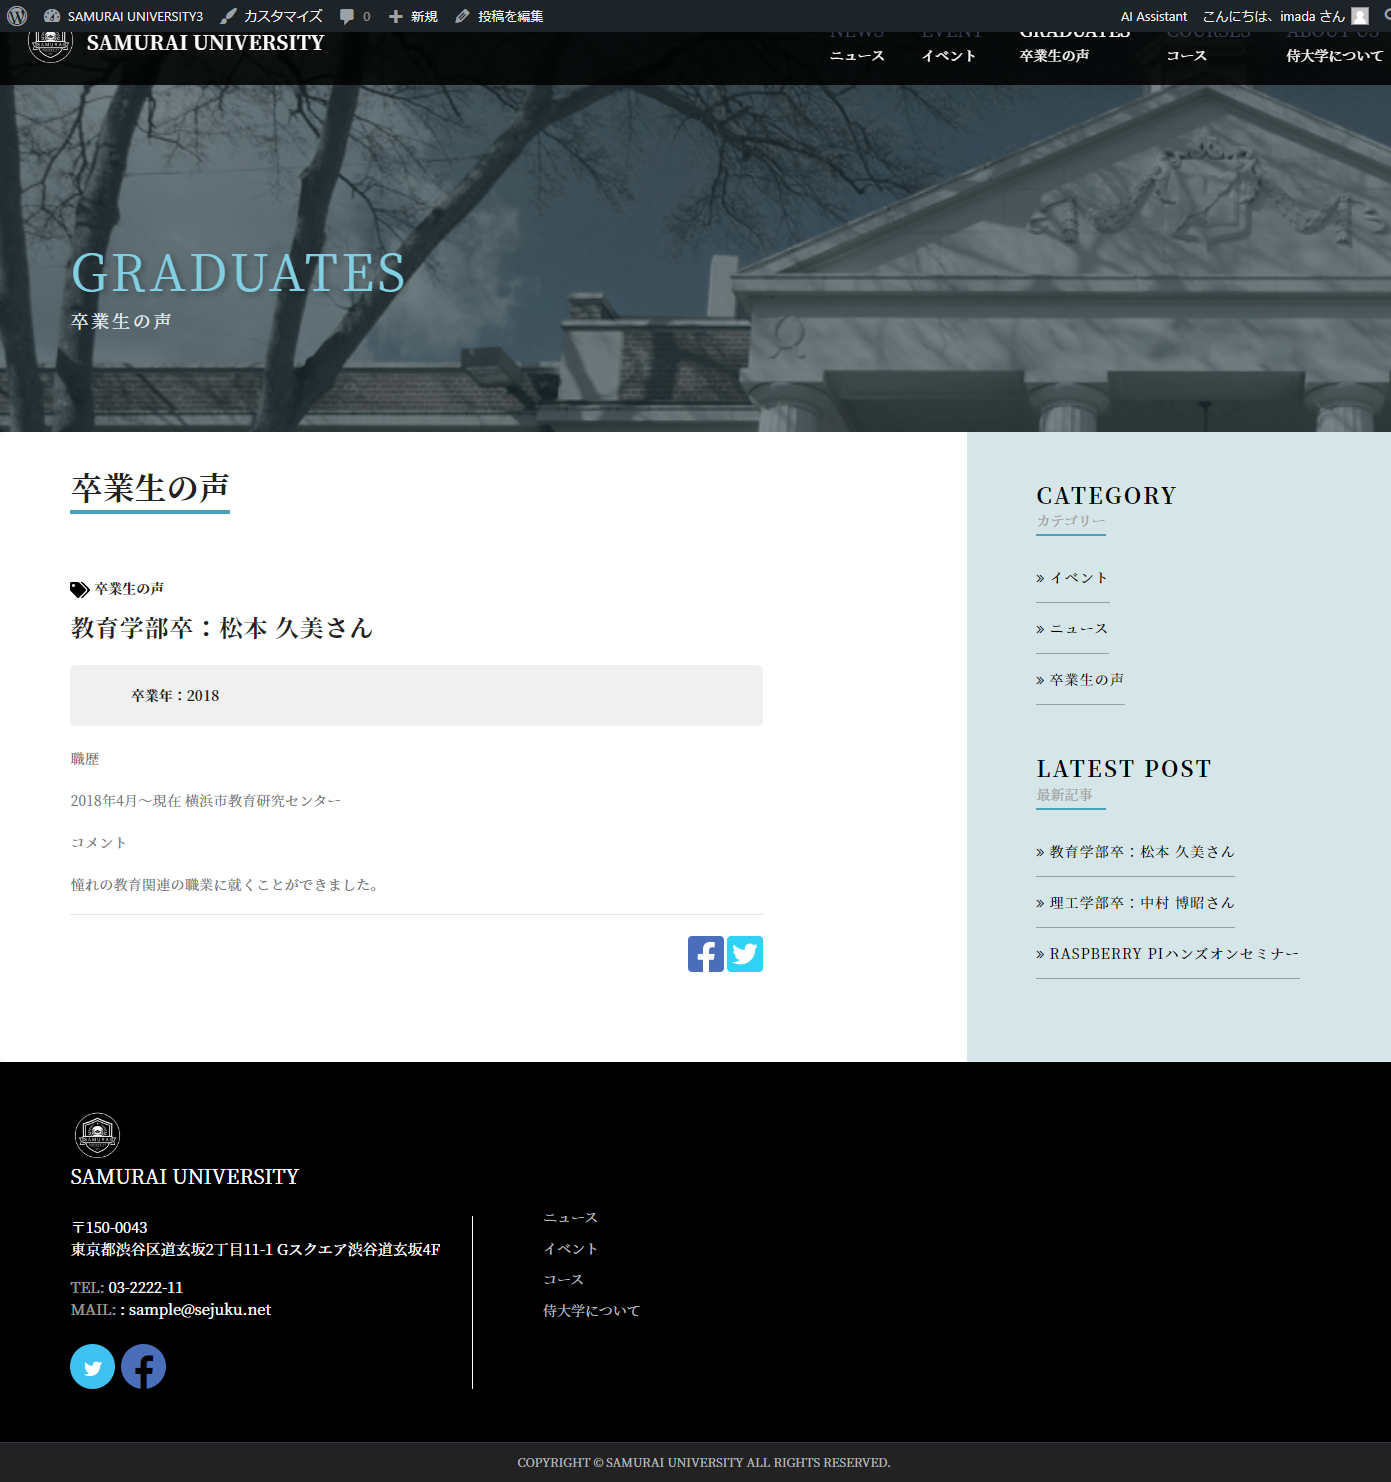 SAMURAI UNIVERSITY3 カスタマイズ 0 新規 投稿を編集 AI Assistant こんにちは、imada さん
SAMURAI UNIVERSITY
NEWS EVENT GRADUATES COURSES ABOUT US
ニュース イベント 卒業生の声 コース 侍大学について
GRADUATES
卒業生の声
卒業生の声
卒業生の声
教育学部卒：松本 久美さん
卒業年：2018
職歴
2018年4月〜現在 横浜市教育研究センター
コメント
憧れの教育関連の職業に就くことができました。
CATEGORY
カテゴリー
» イベント
» ニュース
» 卒業生の声
LATEST POST
最新記事
» 教育学部卒：松本 久美さん
» 理工学部卒：中村 博昭さん
» RASPBERRY PIハンズオンセミナー
SAMURAI
SAMURAI UNIVERSITY
〒150-0043
東京都渋谷区道玄坂2丁目11-1 Gスクエア渋谷道玄坂4F
TEL: 03-2222-11
MAIL: : sample@sejuku.net
ニュース
イベント
コース
侍大学について
COPYRIGHT © SAMURAI UNIVERSITY ALL RIGHTS RESERVED.